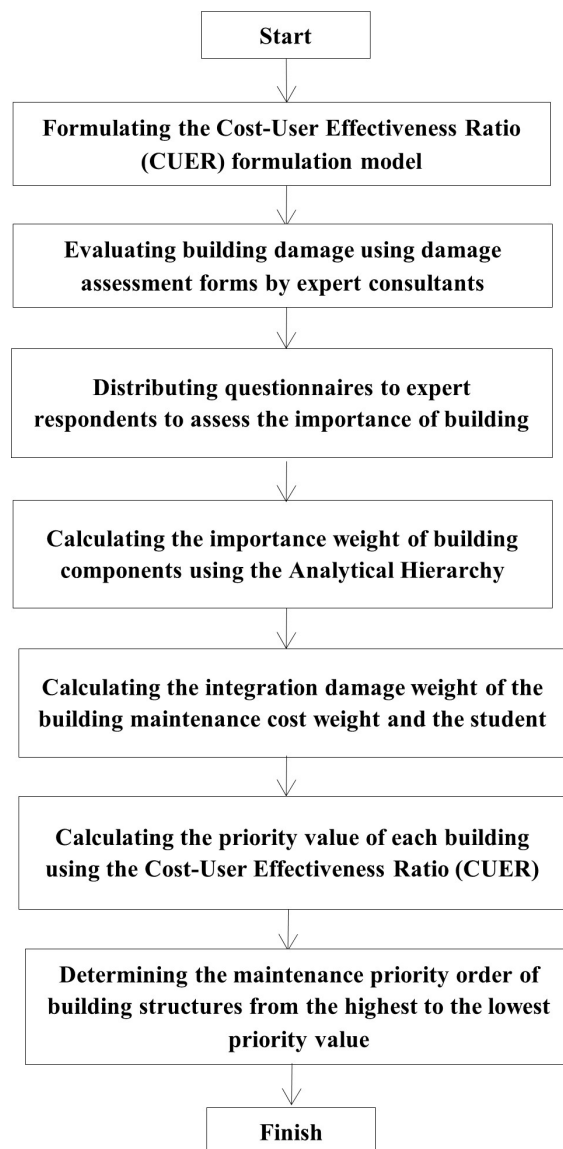 Start
Formulating the Cost-User Effectiveness Ratio
(CUER) formulation model
Evaluating building damage using damage
assessment forms by expert consultants
Distributing questionnaires to expert
respondents to assess the importance of building
Calculating the importance weight of building
components using the Analytical Hierarchy
Calculating the integration damage weight of the
building maintenance cost weight and the student
Calculating the priority value of each building
using the Cost-User Effectiveness Ratio (CUER)
Determining the maintenance priority order of
building structures from the highest to the lowest
priority value
Finish